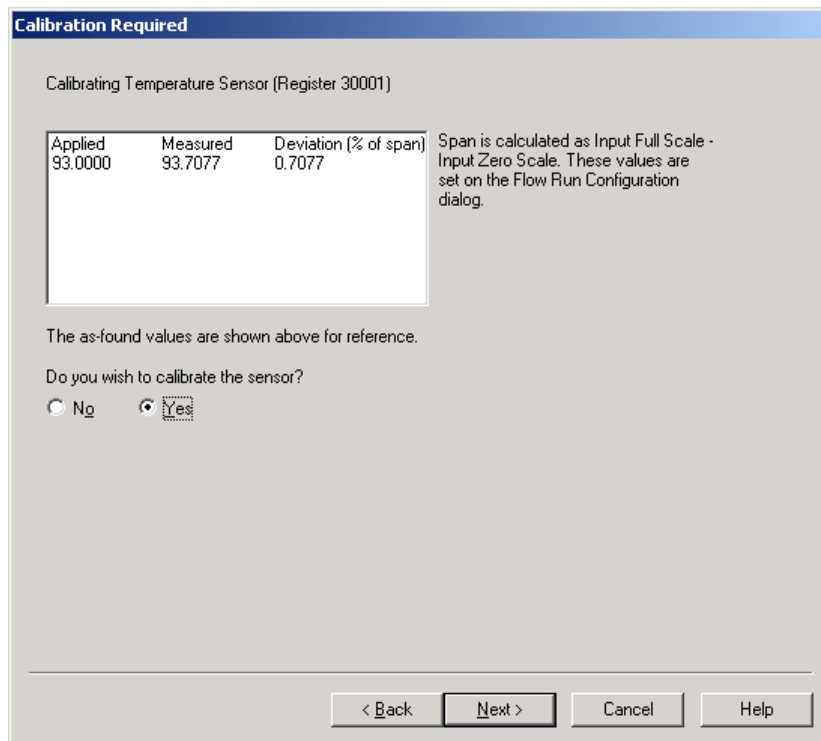 Calibration Required
Calibrating Temperature Sensor (Register 30001)
Applied Measured Deviation (% of span)
93.0000 93.7077 0.7077
Span is calculated as Input Full Scale -
Input Zero Scale. These values are
set on the Flow Run Configuration
dialog.
The as-found values are shown above for reference.
Do you wish to calibrate the sensor?
No Yes
< Back Next > Cancel Help